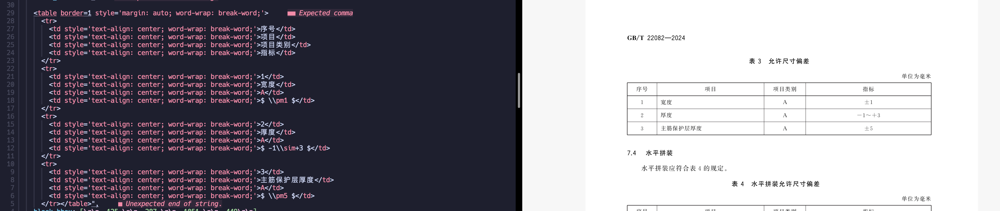 30
29 <table border=1 style='margin: auto; word-wrap: break-word;'> Expected comma
28 <tr>
27 <td style='text-align: center; word-wrap: break-word;'>序号</td>
26 <td style='text-align: center; word-wrap: break-word;'>项目</td>
25 <td style='text-align: center; word-wrap: break-word;'>项目类别</td>
24 <td style='text-align: center; word-wrap: break-word;'>指标</td>
23 </tr>
22 <tr>
21 <td style='text-align: center; word-wrap: break-word;'>1</td>
20 <td style='text-align: center; word-wrap: break-word;'>宽度</td>
19 <td style='text-align: center; word-wrap: break-word;'>A</td>
18 <td style='text-align: center; word-wrap: break-word;'>$ \\pm1 $</td>
17 </tr>
16 <tr>
15 <td style='text-align: center; word-wrap: break-word;'>2</td>
14 <td style='text-align: center; word-wrap: break-word;'>厚度</td>
13 <td style='text-align: center; word-wrap: break-word;'>A</td>
12 <td style='text-align: center; word-wrap: break-word;'>$ -1\\sim+3 $</td>
11 </tr>
10 <tr>
9 <td style='text-align: center; word-wrap: break-word;'>3</td>
8 <td style='text-align: center; word-wrap: break-word;'>主筋保护层厚度</td>
7 <td style='text-align: center; word-wrap: break-word;'>A</td>
6 <td style='text-align: center; word-wrap: break-word;'>$ \\pm5 $</td>
5 </tr></table>", Unexpected end of string.
GB/T 22082—2024
表 3 允许尺寸偏差
单位为毫米
序号 项目 项目类别 指标
1 宽度 A ±1
2 厚度 A －1～＋3
3 主筋保护层厚度 A ±5
7.4 水平拼装
水平拼装应符合表 4 的规定。
表 4 水平拼装允许尺寸偏差
单位为毫米